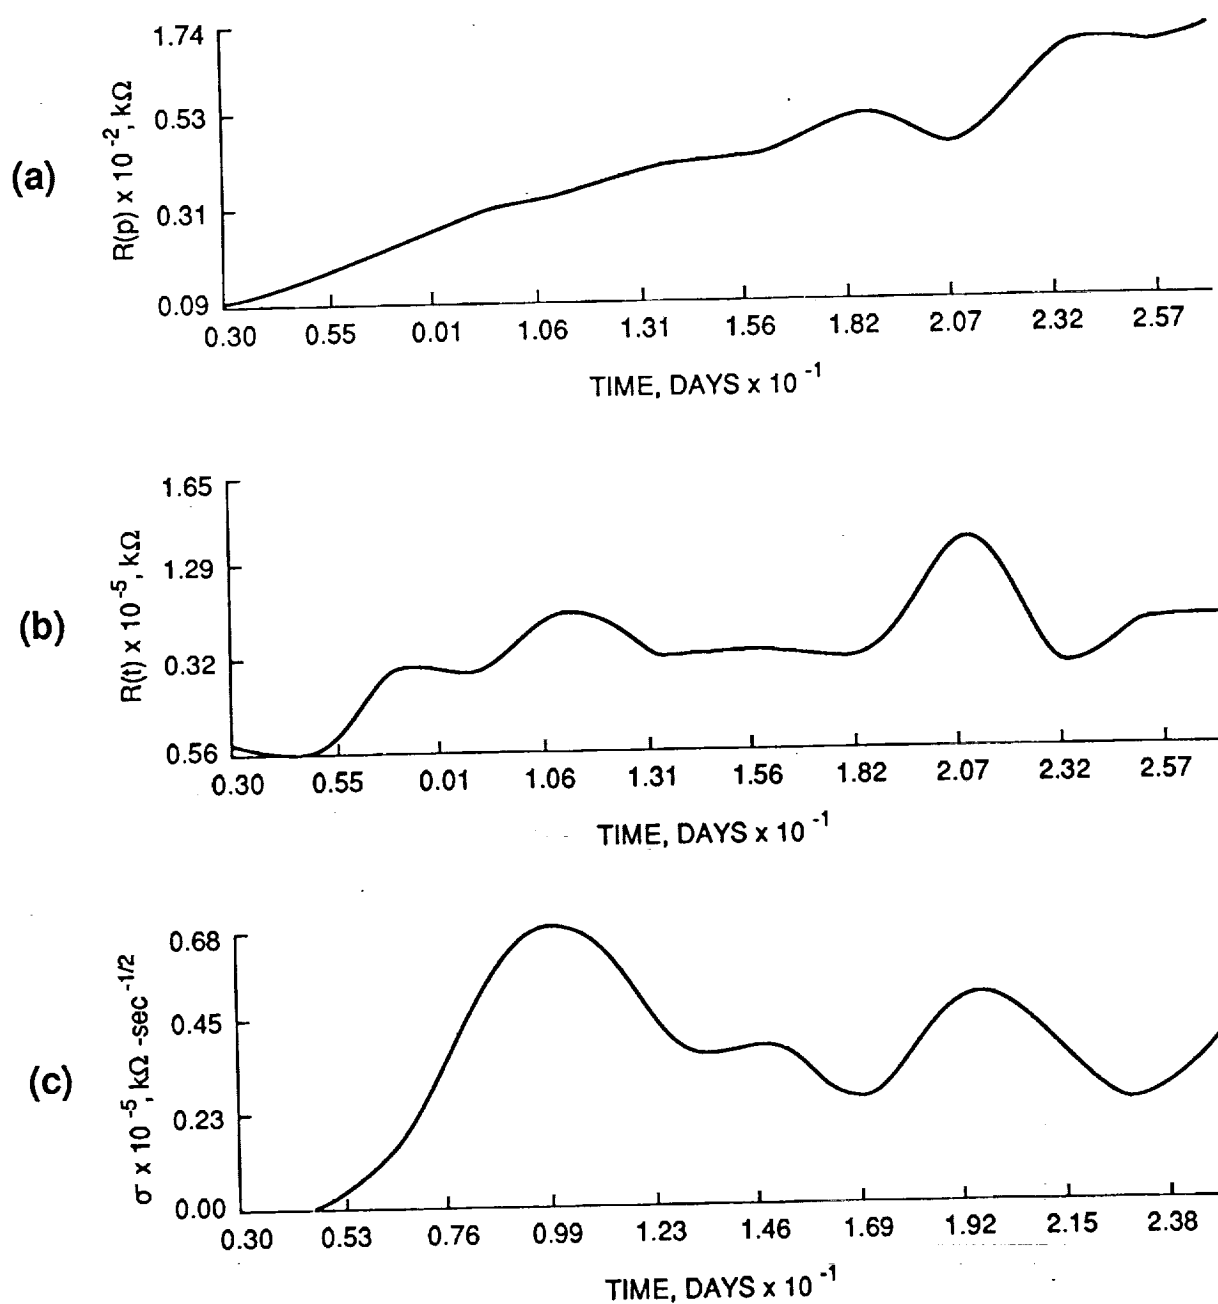 (a)
R(p) x 10⁻², kΩ
1.74
0.53
0.31
0.09
0.30 0.55 0.01 1.06 1.31 1.56 1.82 2.07 2.32 2.57
TIME, DAYS x 10⁻¹
(b)
R(t) x 10⁻⁵, kΩ
1.65
1.29
0.32
0.56
0.30 0.55 0.01 1.06 1.31 1.56 1.82 2.07 2.32 2.57
TIME, DAYS x 10⁻¹
(c)
σ x 10⁻⁵, kΩ -sec⁻¹/²
0.68
0.45
0.23
0.00
0.30 0.53 0.76 0.99 1.23 1.46 1.69 1.92 2.15 2.38
TIME, DAYS x 10⁻¹